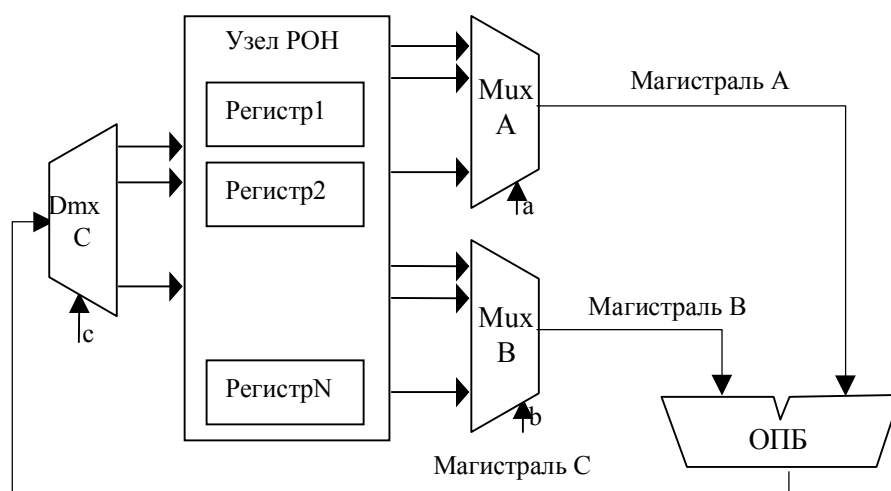 Узел РОН
Регистр1
Регистр2
РегистрN
Dmx
C
c
Mux
A
a
Магистраль A
Mux
B
b
Магистраль B
ОПБ
Магистраль C